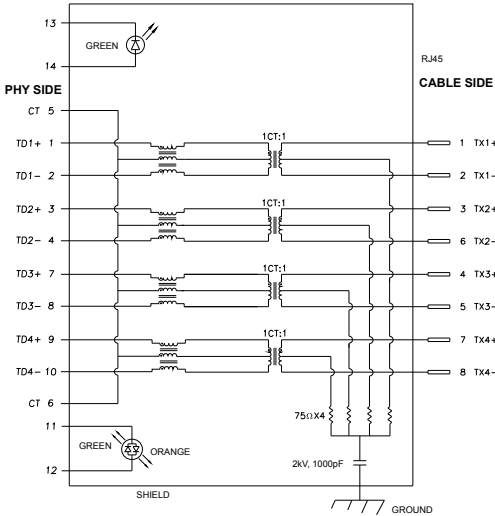 13
GREEN
14
RJ45
PHY SIDE
CABLE SIDE
CT 5
TD1+ 1
1CT:1
1 TX1+
TD1- 2
2 TX1-
TD2+ 3
1CT:1
3 TX2+
TD2- 4
6 TX2-
TD3+ 7
1CT:1
4 TX3+
TD3- 8
5 TX3-
TD4+ 9
1CT:1
7 TX4+
TD4- 10
8 TX4-
CT 6
11
75ΩX4
GREEN
ORANGE
12
2kV, 1000pF
SHIELD
GROUND